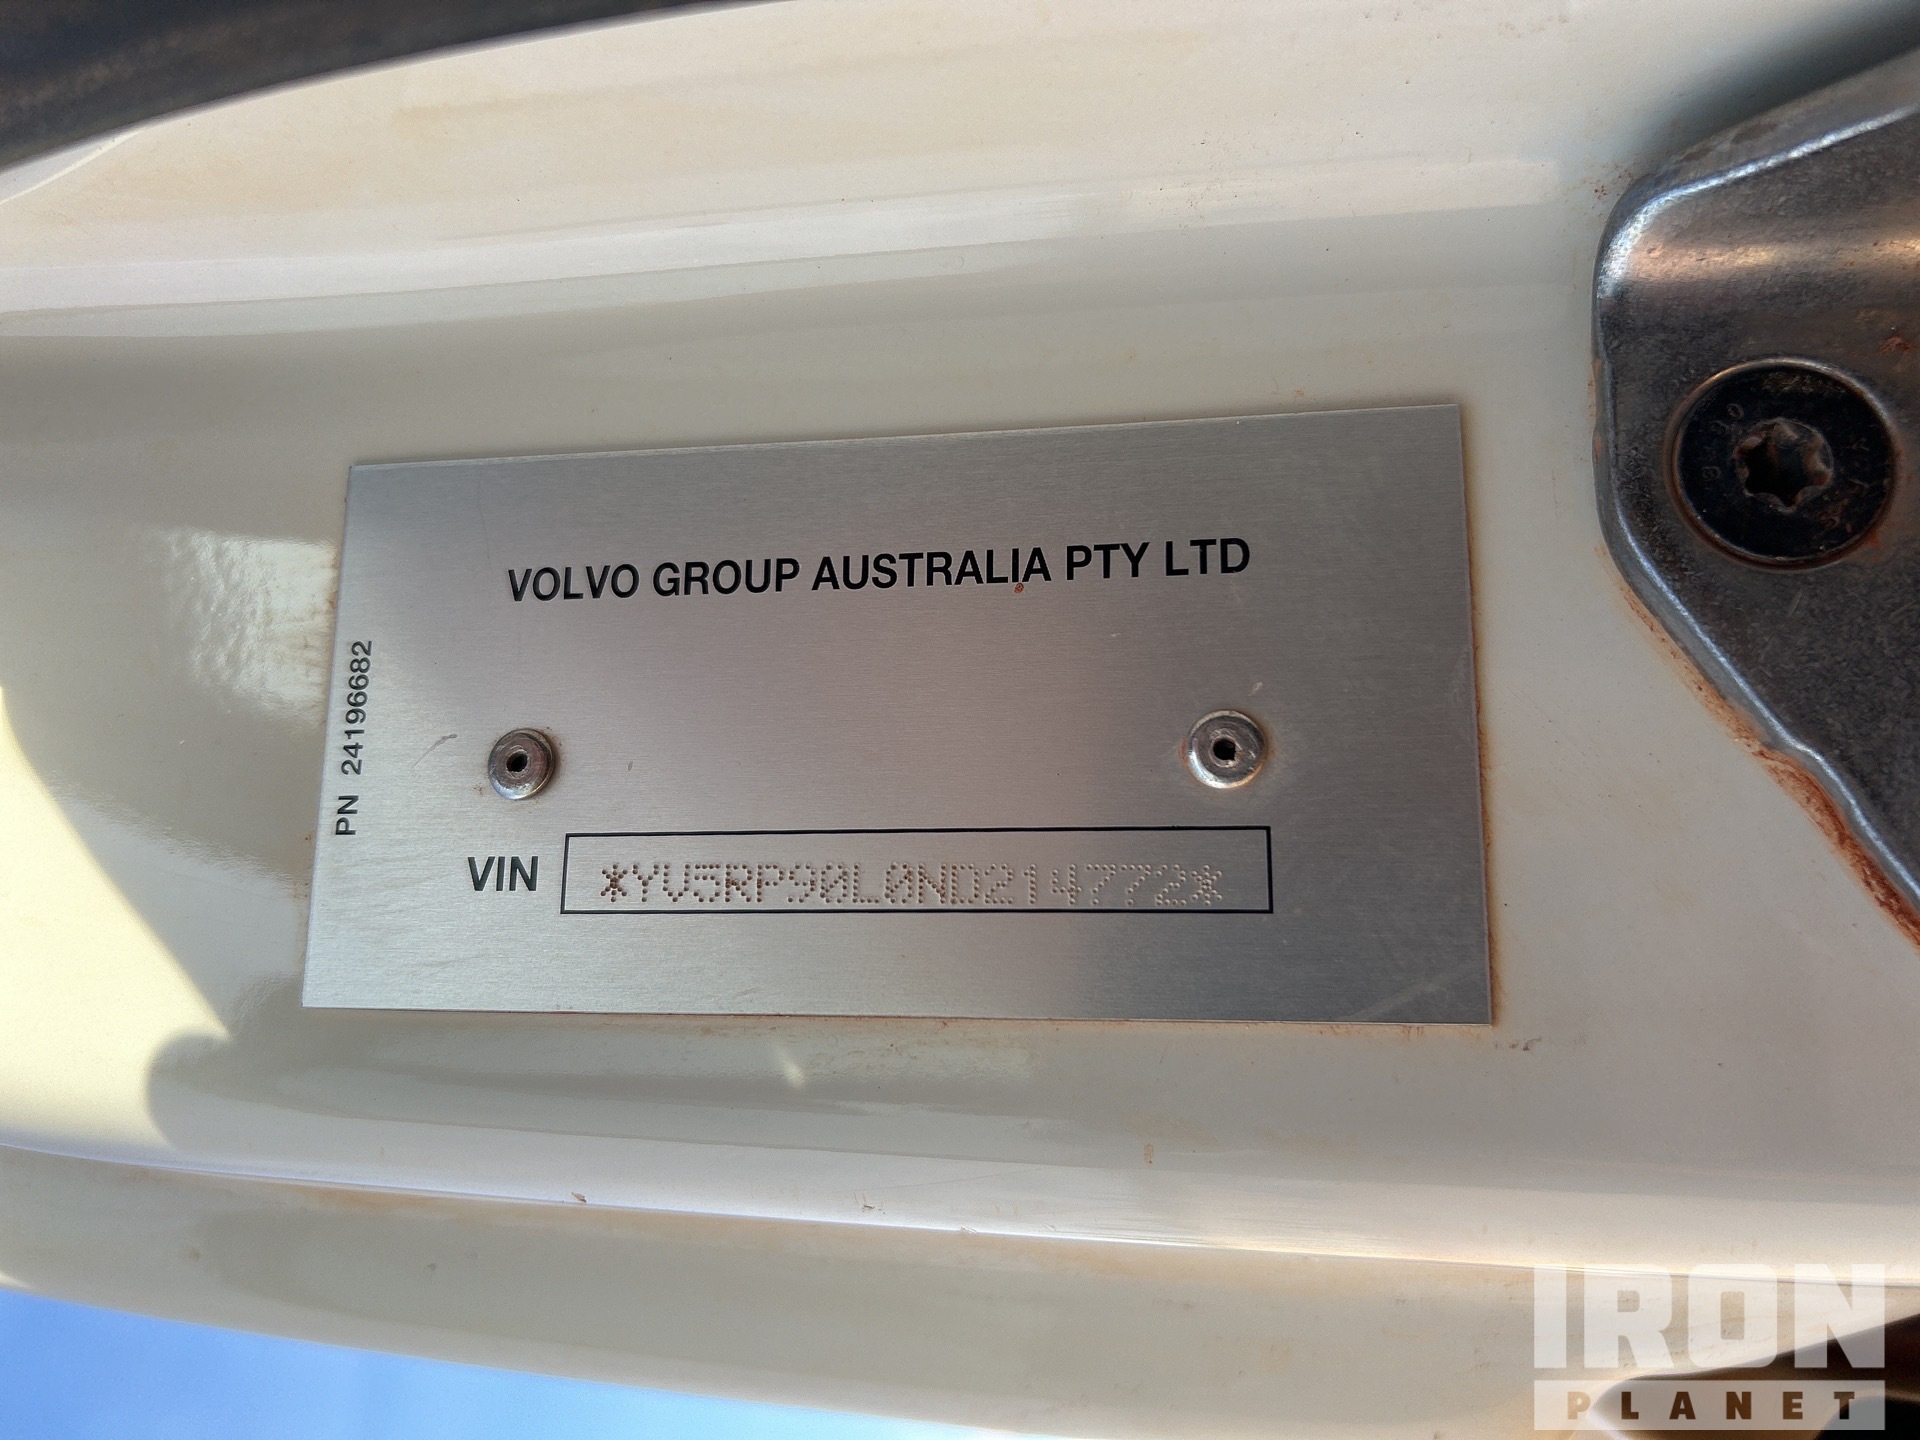 VOLVO GROUP AUSTRALIA PTY LTD
PN 24196682
VIN *YV5RP90L0ND214772*
IRON
PLANET